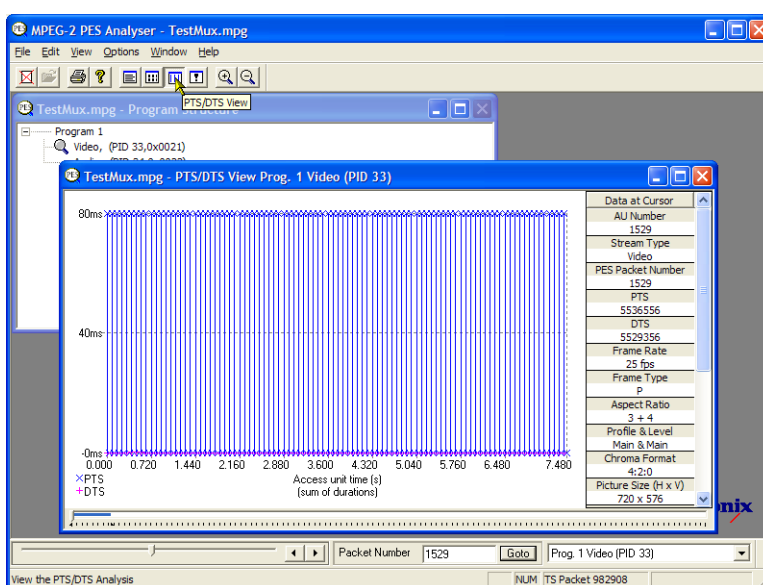 MPEG-2 PES Analyser - TestMux.mpg
File Edit View Options Window Help
PTS/DTS View
TestMux.mpg - Program Structure
Program 1
Video, (PID 33,0x0021)
TestMux.mpg - PTS/DTS View Prog. 1 Video (PID 33)
80ms
40ms
-0ms
0.000 0.720 1.440 2.160 2.880 3.600 4.320 5.040 5.760 6.480 7.480
×PTS
+DTS
Access unit time (s)
(sum of durations)
Data at Cursor
AU Number
1529
Stream Type
Video
PES Packet Number
1529
PTS
5536556
DTS
5529356
Frame Rate
25 fps
Frame Type
P
Aspect Ratio
3 ÷ 4
Profile & Level
Main & Main
Chroma Format
4:2:0
Picture Size (H x V)
720 x 576
nix
Packet Number 1529 Goto Prog. 1 Video (PID 33)
View the PTS/DTS Analysis NUM TS Packet 982908